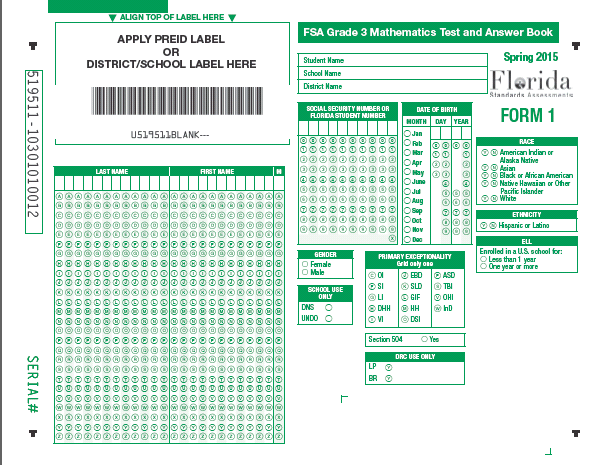 ▼ ALIGN TOP OF LABEL HERE ▼
APPLY PREID LABEL
OR
DISTRICT/SCHOOL LABEL HERE
US19511BLANK---
519511-10301010012
SERIAL#
FSA Grade 3 Mathematics Test and Answer Book
Student Name
School Name
District Name
Spring 2015
Florida
Standards Assessments
FORM 1
LAST NAME
FIRST NAME
MI
SOCIAL SECURITY NUMBER OR
FLORIDA STUDENT NUMBER
DATE OF BIRTH
MONTH DAY YEAR
Jan
Feb
Mar
Apr
May
June
Jul
Aug
Sep
Oct
Nov
Dec
RACE
Y N American Indian or
Alaska Native
Y N Asian
Y N Black or African American
Y N Native Hawaiian or Other
Pacific Islander
Y N White
ETHNICITY
Y N Hispanic or Latino
ELL
Enrolled in a U.S. school for:
Less than 1 year
One year or more
GENDER
Female
Male
SCHOOL USE
ONLY
DNS
UNDO
PRIMARY EXCEPTIONALITY
Grid only one
C OI J EBD P ASD
F SI K SLD S TBI
G LI L GIF V OHI
H DHH M HH W InD
I VI O DSI
Section 504 Yes
DRC USE ONLY
LP Y
BR Y